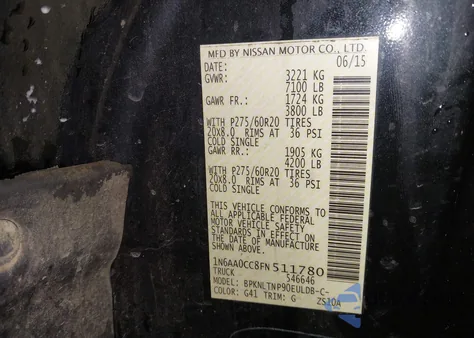 MFD BY NISSAN MOTOR CO., LTD.
DATE: 06/15
GVWR: 3221 KG
7100 LB
GAWR FR.: 1724 KG
3800 LB
WITH P275/60R20 TIRES
20x8.0 RIMS AT 36 PSI
COLD SINGLE
GAWR RR.: 1905 KG
4200 LB
WITH P275/60R20 TIRES
20x8.0 RIMS AT 36 PSI
COLD SINGLE
THIS VEHICLE CONFORMS TO
ALL APPLICABLE FEDERAL
MOTOR VEHICLE SAFETY
STANDARDS IN EFFECT ON
THE DATE OF MANUFACTURE
SHOWN ABOVE.
1N6AA0CC8FN511780
TRUCK 546646
MODEL: BPKNLTNP90EULDB-C-
COLOR: G41 TRIM: G ZS10A